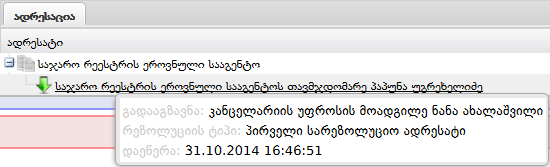 ადრესაცია
ადრესატი
საჯარო რეესტრის ეროვნული სააგენტო
საჯარო რეესტრის ეროვნული სააგენტოს თავმჯდომარე პაპუნა უგრეხელიძე
გადააგზავნა: კანცელარიის უფროსის მოადგილე ნანა ახალაშვილი
რეზოლუციის ტიპი: პირველი სარეზოლუციო ადრესატი
დაეწერა: 31.10.2014 16:46:51